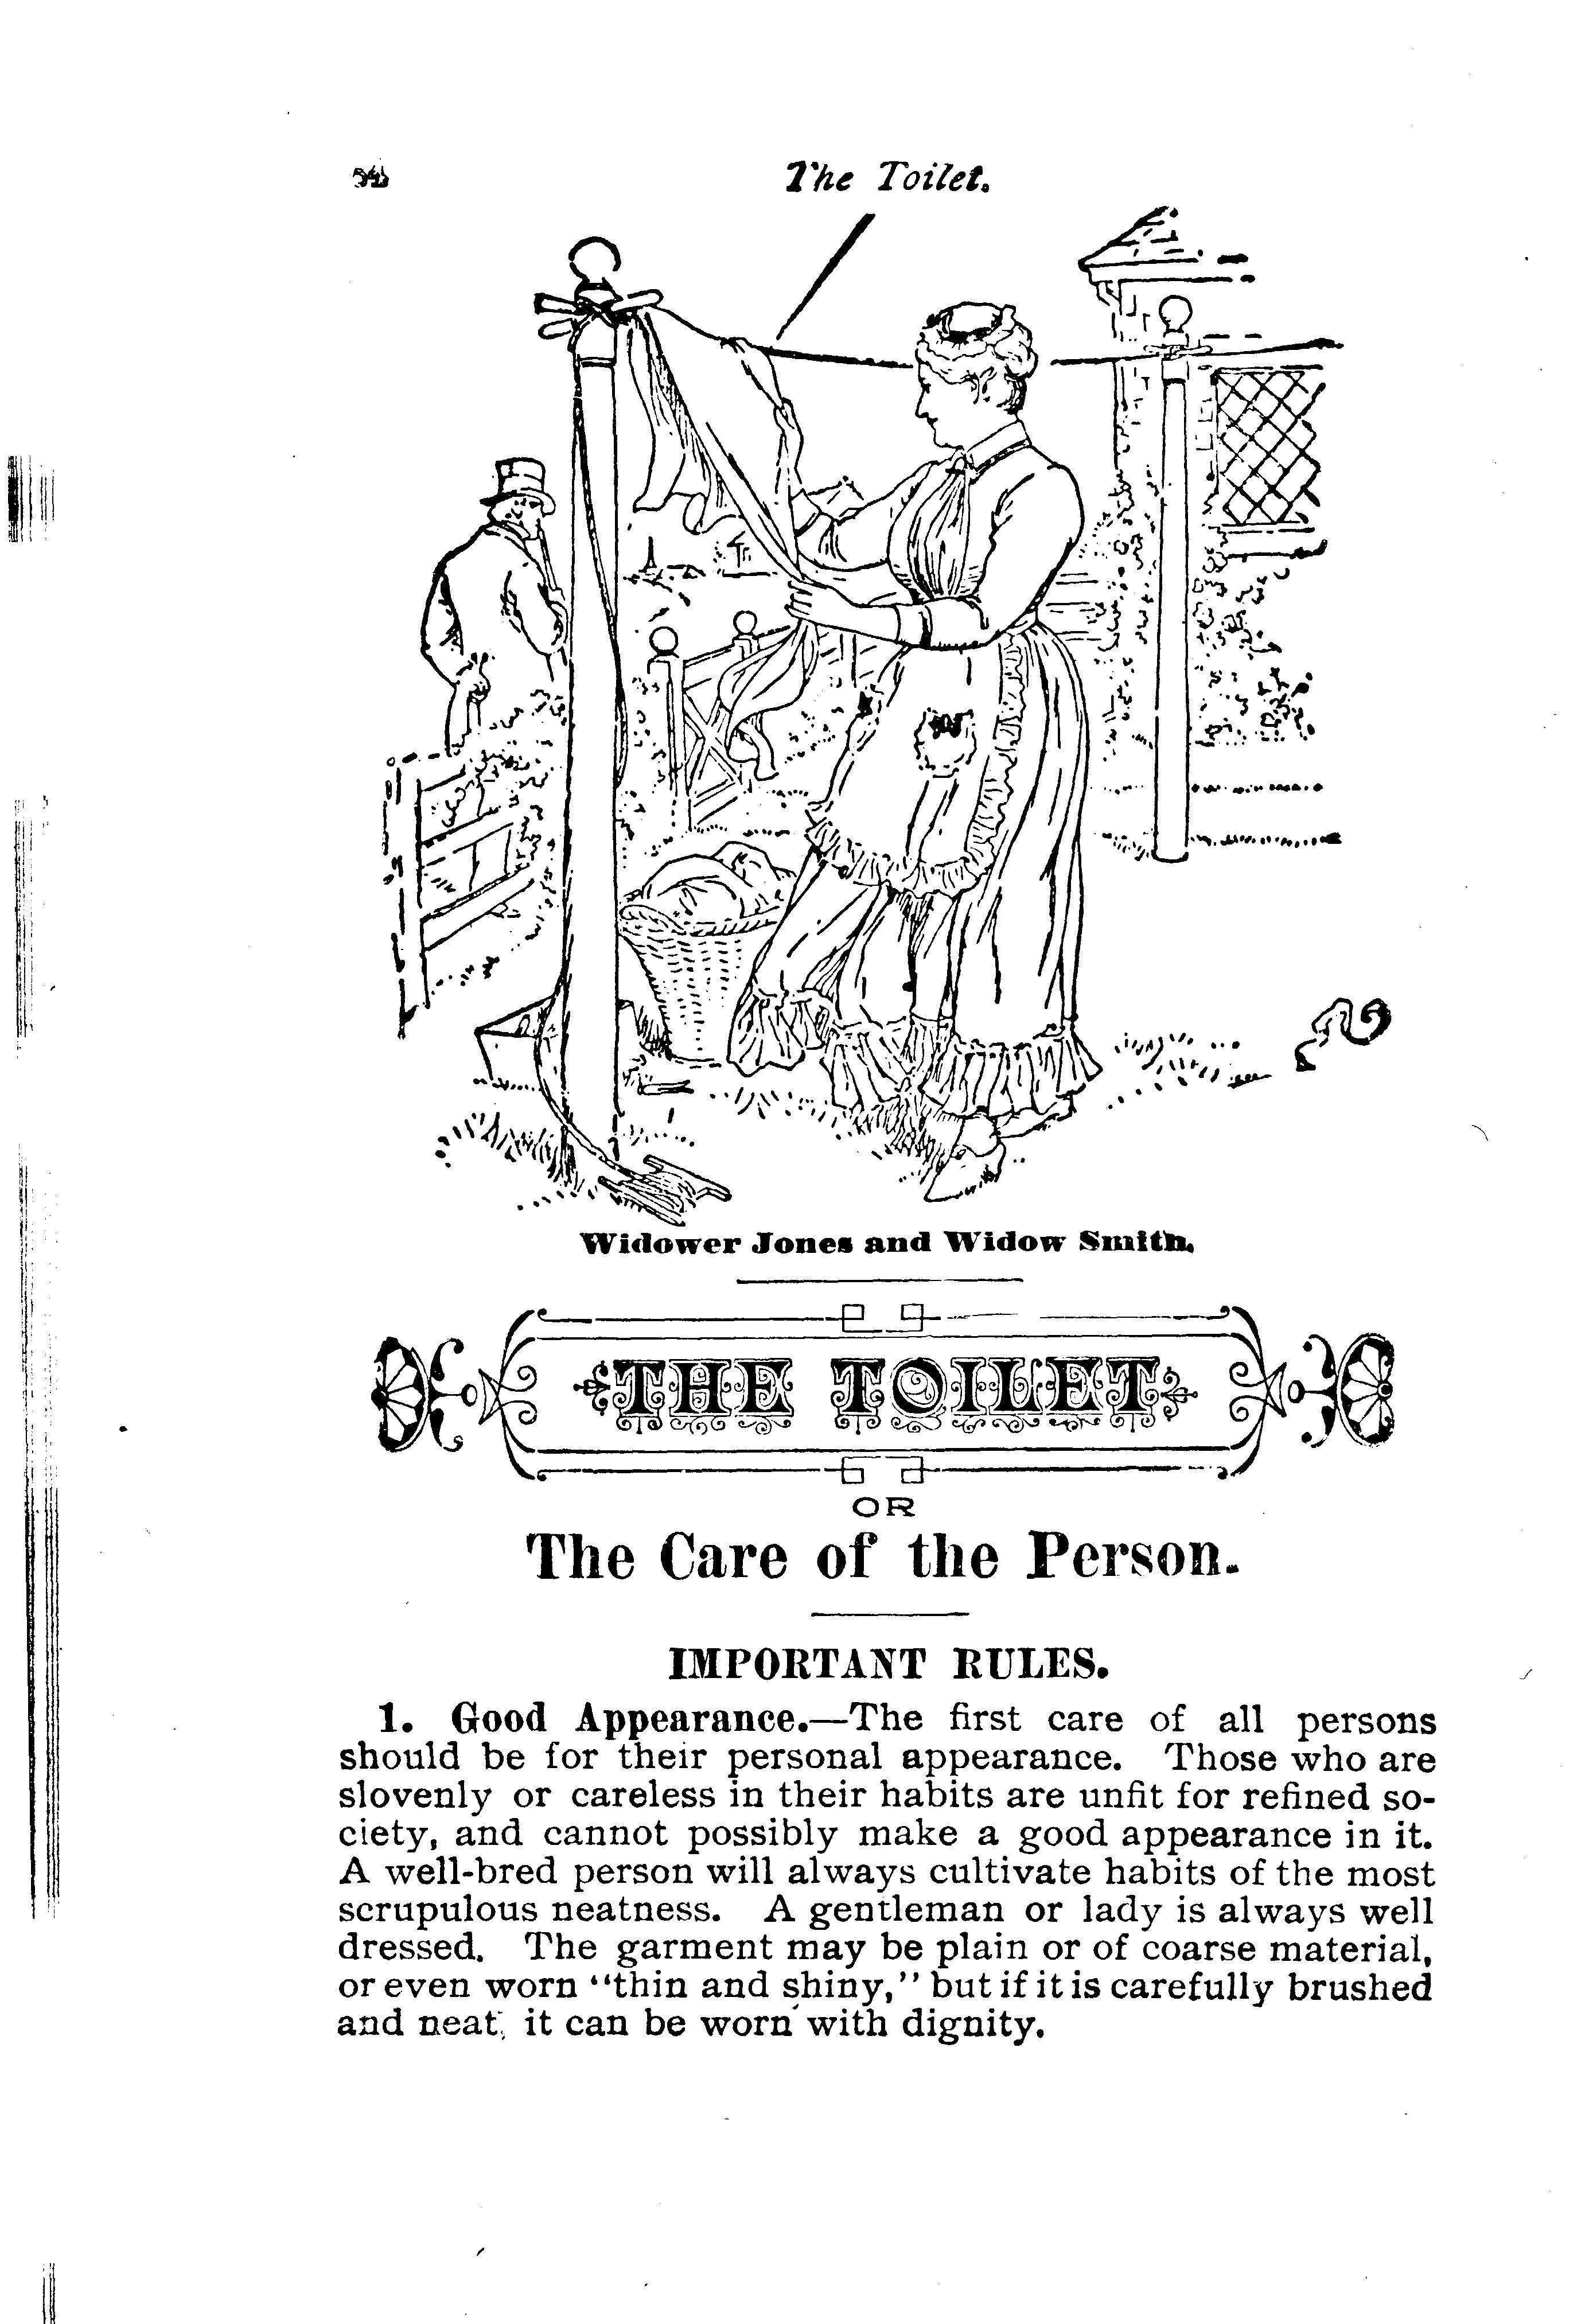 The Toilet.
Widower Jones and Widow Smith.
THE TOILET
OR
The Care of the Person.
IMPORTANT RULES.
1. Good Appearance.—The first care of all persons
should be for their personal appearance. Those who are
slovenly or careless in their habits are unfit for refined so-
ciety, and cannot possibly make a good appearance in it.
A well-bred person will always cultivate habits of the most
scrupulous neatness. A gentleman or lady is always well
dressed. The garment may be plain or of coarse material,
or even worn "thin and shiny," but if it is carefully brushed
and neat, it can be worn with dignity.